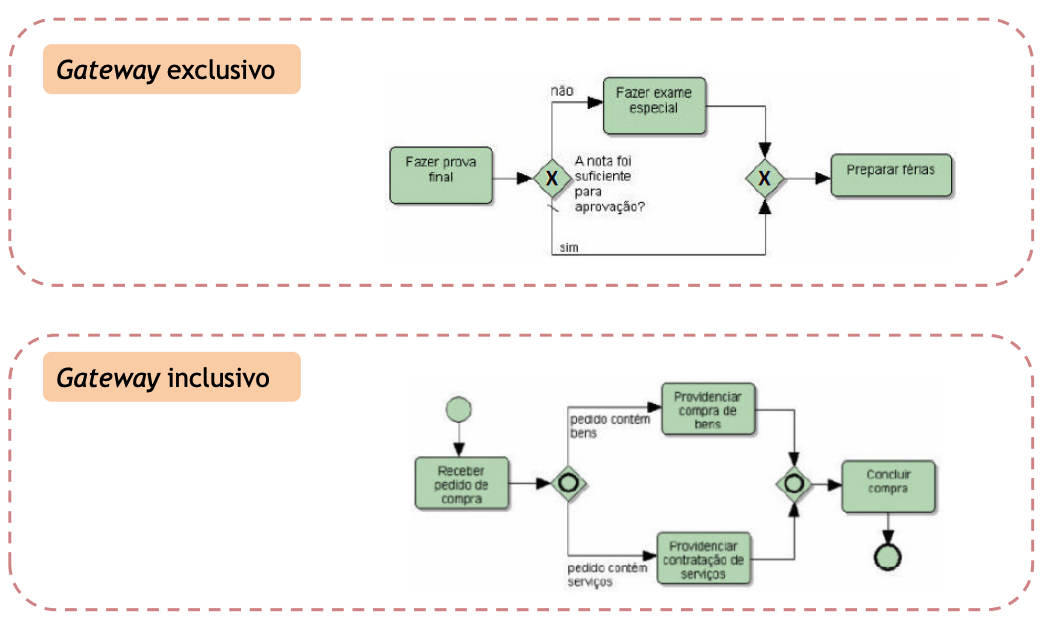 Gateway exclusivo
não
Fazer exame
especial
Fazer prova
final
X
A nota foi
suficiente
para
aprovação?
X
Preparar férias
sim
Gateway inclusivo
Providenciar
compra de
bens
pedido contém
bens
Receber
pedido de
compra
Concluir
compra
Providenciar
contratação de
serviços
pedido contém
serviços